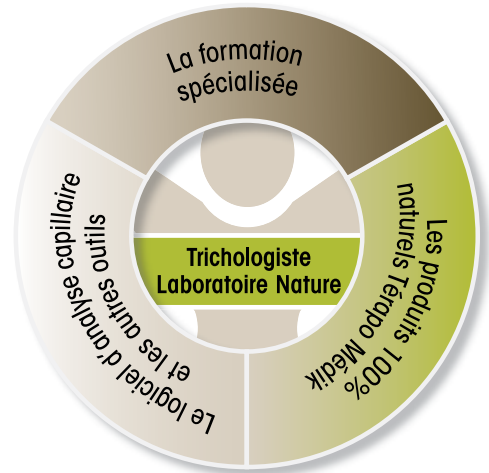 La formation
spécialisée
Les produits 100%
naturels Térapo Médik
Trichologiste
Laboratoire Nature
Le logiciel d'analyse capillaire
et les autres outils